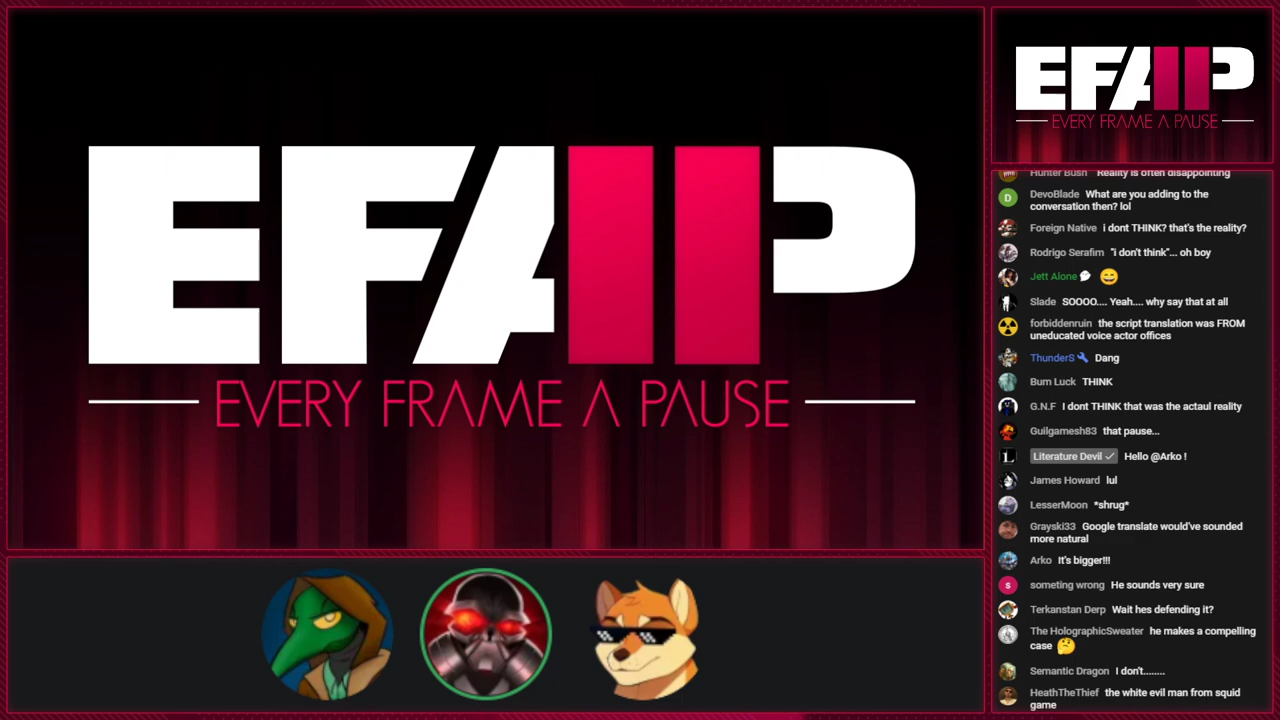 EFAP
EVERY FRAME A PAUSE
EFAP
EVERY FRAME A PAUSE
Hunter Bush Reality is often disappointing
D DevoBlade What are you adding to the
conversation then? lol
Foreign Native i dont THINK? that's the reality?
Rodrigo Serafim "i don't think"... oh boy
Jett Alone
Slade SOOOO.... Yeah.... why say that at all
forbiddenruin the script translation was FROM
uneducated voice actor offices
ThunderS Dang
Bum Luck THINK
G.N.F I dont THINK that was the actaul reality
Guilgamesh83 that pause...
Literature Devil Hello @Arko !
James Howard lul
LesserMoon *shrug*
Grayski33 Google translate would've sounded
more natural
Arko It's bigger!!!
s someting wrong He sounds very sure
Terkanstan Derp Wait hes defending it?
The HolographicSweater he makes a compelling
case
Semantic Dragon I don't........
HeathTheThief the white evil man from squid
game